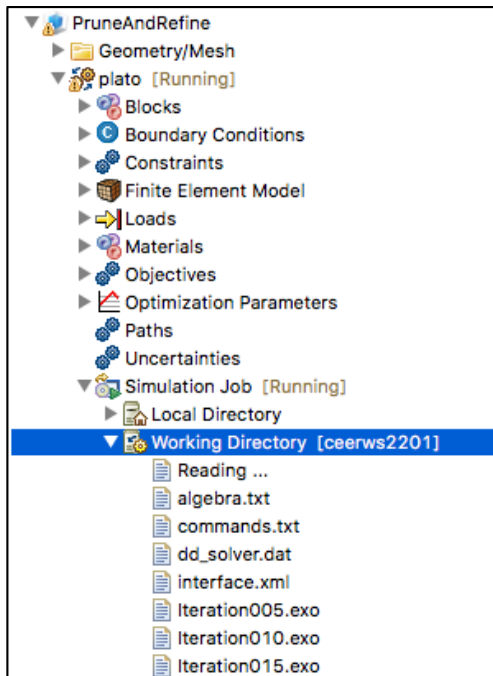 PruneAndRefine
Geometry/Mesh
plato [Running]
Blocks
C Boundary Conditions
Constraints
Finite Element Model
Loads
Materials
Objectives
Optimization Parameters
Paths
Uncertainties
Simulation Job [Running]
Local Directory
Working Directory [ceerws2201]
Reading ...
algebra.txt
commands.txt
dd_solver.dat
interface.xml
Iteration005.exo
Iteration010.exo
Iteration015.exo